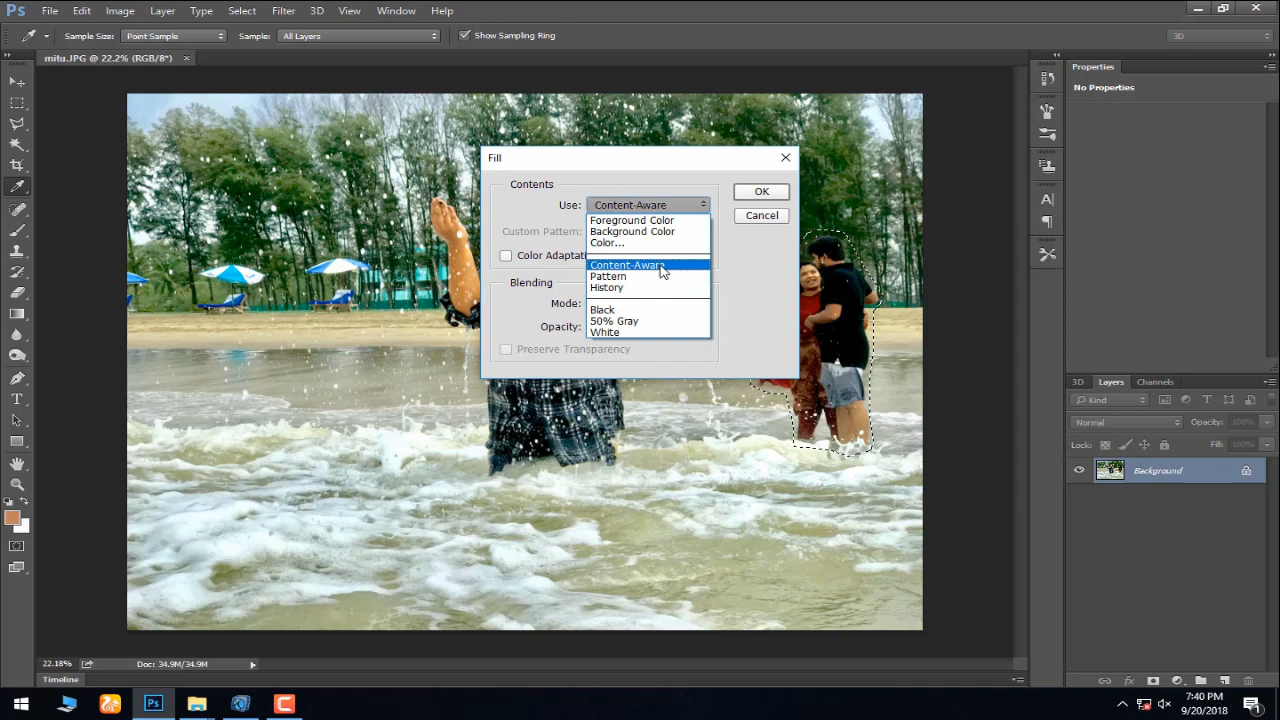 Ps File Edit Image Layer Type Select Filter 3D View Window Help
Sample Size: Point Sample Sample: All Layers Show Sampling Ring 3D
mitu.JPG @ 22.2% (RGB/8*) ×
Properties
No Properties
Fill
Contents
Use: Content-Aware
OK
Foreground Color
Cancel
Custom Pattern:
Background Color
Color...
Color Adaptati
Content-Aware
Pattern
Blending
History
Mode:
Black
Opacity:
50% Gray
White
Preserve Transparency
3D Layers Channels
Kind
Normal Opacity: 100%
Lock: Fill: 100%
Background
22.18% Doc: 34.9M/34.9M
Timeline
7:40 PM
9/20/2018